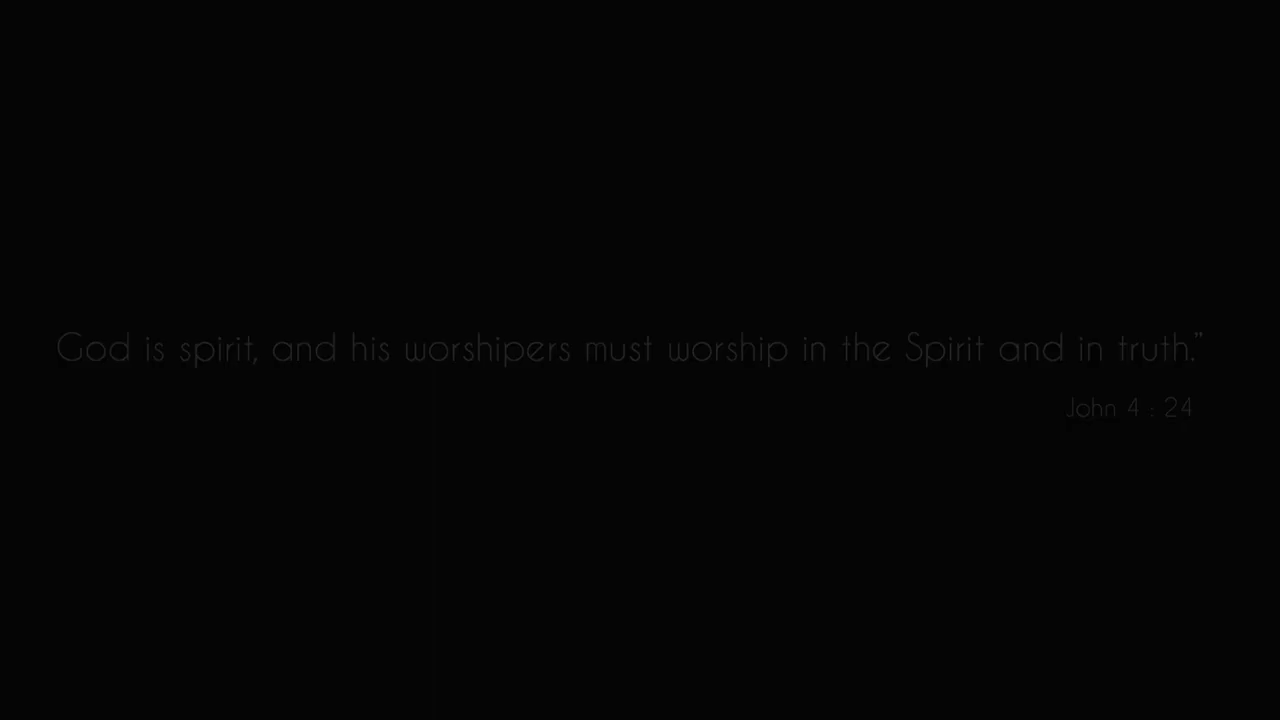 God is spirit, and his worshipers must worship in the Spirit and in truth.”
John 4 : 24